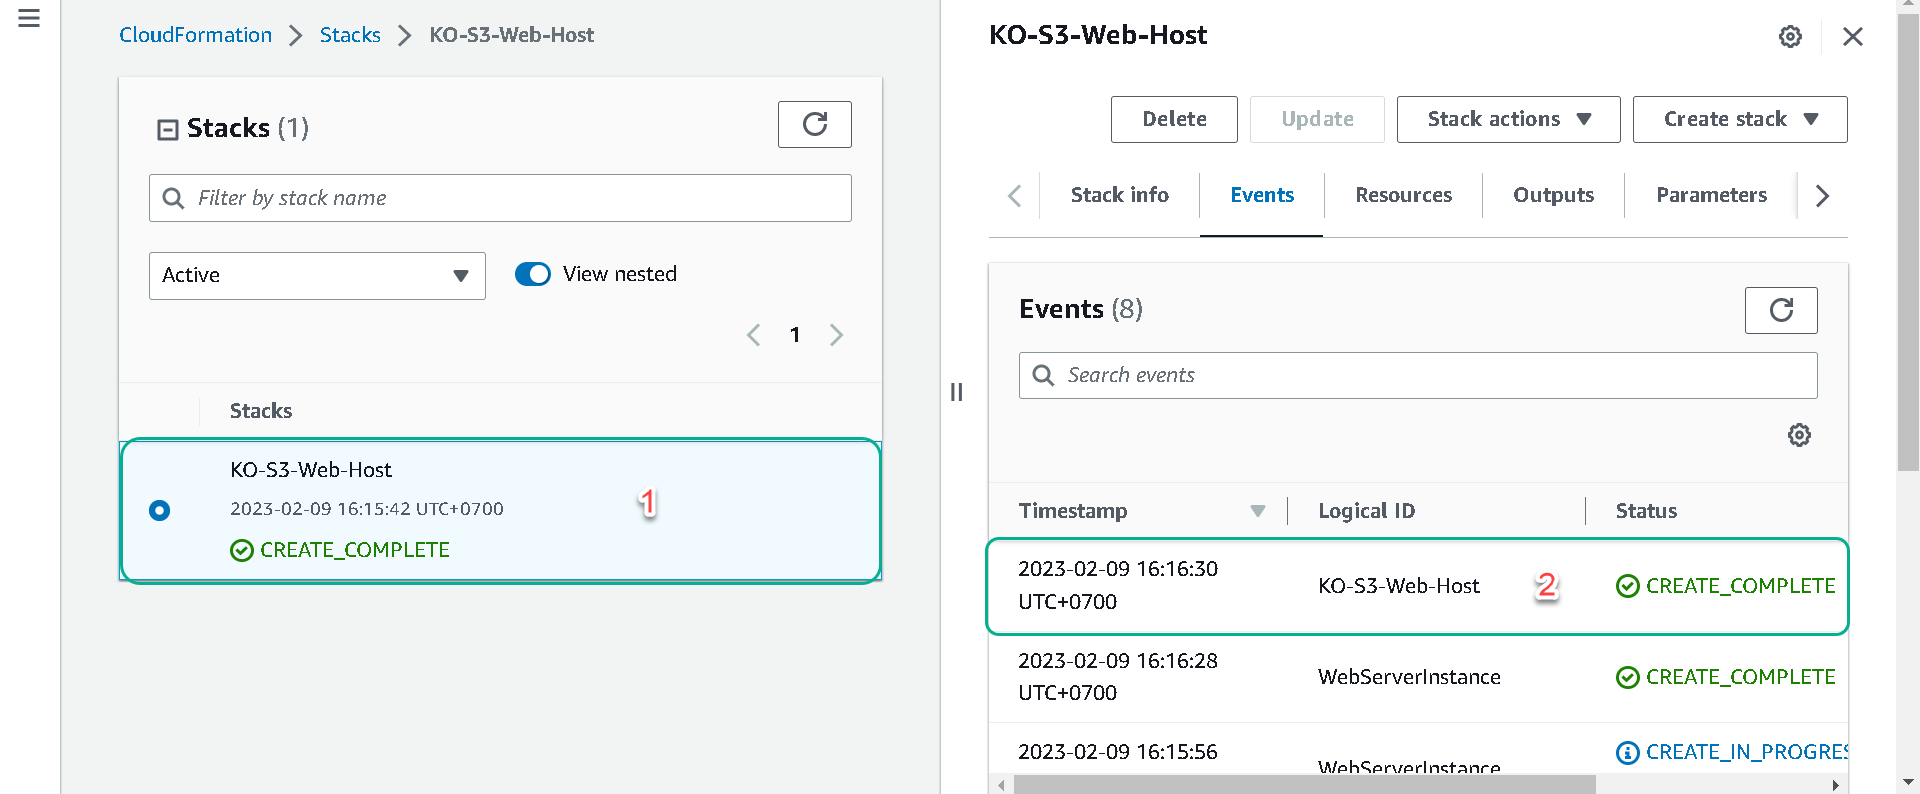 CloudFormation > Stacks > KO-S3-Web-Host
Stacks (1)
Filter by stack name
Active
View nested
1
Stacks
KO-S3-Web-Host
2023-02-09 16:15:42 UTC+0700
1
CREATE_COMPLETE
KO-S3-Web-Host
Delete Update Stack actions Create stack
Stack info Events Resources Outputs Parameters
Events (8)
Search events
Timestamp Logical ID Status
2023-02-09 16:16:30
UTC+0700
KO-S3-Web-Host 2 CREATE_COMPLETE
2023-02-09 16:16:28
UTC+0700
WebServerInstance CREATE_COMPLETE
2023-02-09 16:15:56
WebServerInstance
CREATE_IN_PROGRES